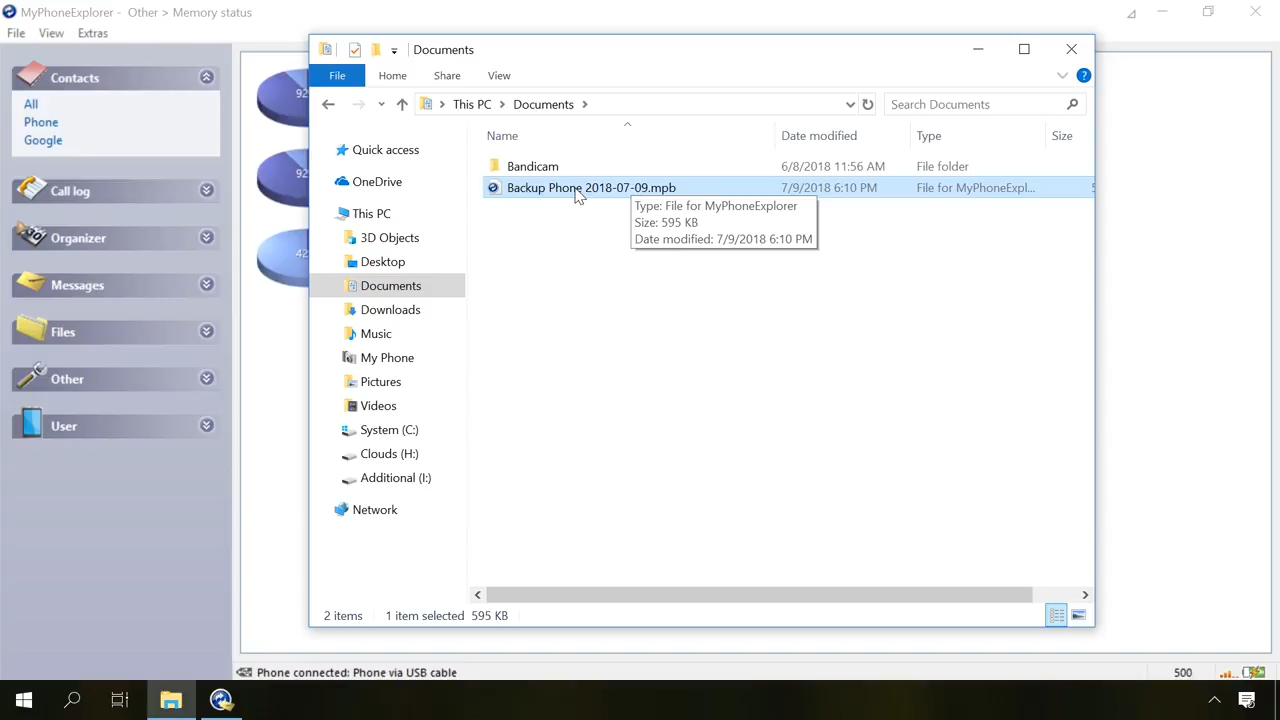 MyPhoneExplorer - Other > Memory status
File View Extras
Contacts
All
Phone
Google
Call log
Organizer
Messages
Files
Other
User
92
92
42
Documents
File Home Share View
This PC > Documents >
Search Documents
Quick access
OneDrive
This PC
3D Objects
Desktop
Documents
Downloads
Music
My Phone
Pictures
Videos
System (C:)
Clouds (H:)
Additional (I:)
Network
Name Date modified Type Size
Bandicam 6/8/2018 11:56 AM File folder
Backup Phone 2018-07-09.mpb 7/9/2018 6:10 PM File for MyPhoneExpl...
Type: File for MyPhoneExplorer
Size: 595 KB
Date modified: 7/9/2018 6:10 PM
2 items 1 item selected 595 KB
Phone connected: Phone via USB cable 500